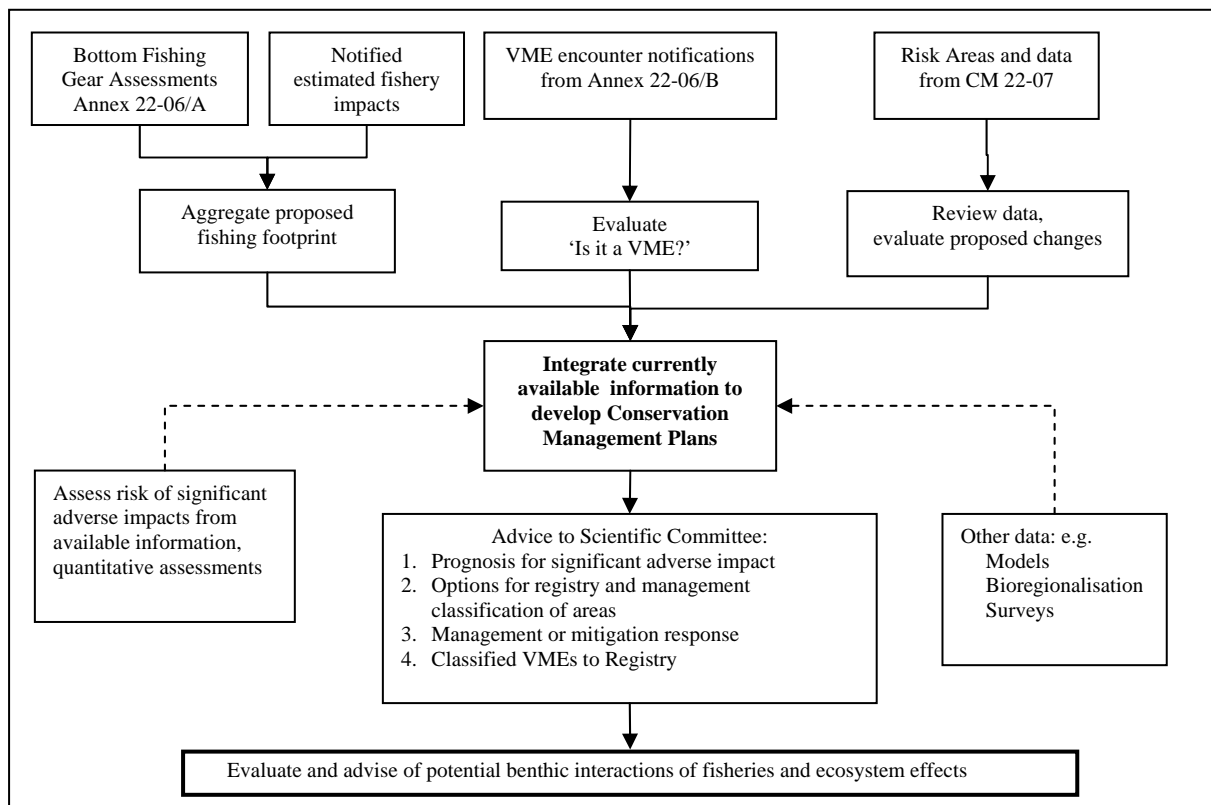 Bottom Fishing
Gear Assessments
Annex 22-06/A
Notified
estimated fishery
impacts
VME encounter notifications
from Annex 22-06/B
Risk Areas and data
from CM 22-07
Aggregate proposed
fishing footprint
Evaluate
‘Is it a VME?’
Review data,
evaluate proposed changes
Integrate currently
available information to
develop Conservation
Management Plans
Assess risk of significant
adverse impacts from
available information,
quantitative assessments
Advice to Scientific Committee:
1. Prognosis for significant adverse impact
2. Options for registry and management
classification of areas
3. Management or mitigation response
4. Classified VMEs to Registry
Other data: e.g.
Models
Bioregionalisation
Surveys
Evaluate and advise of potential benthic interactions of fisheries and ecosystem effects